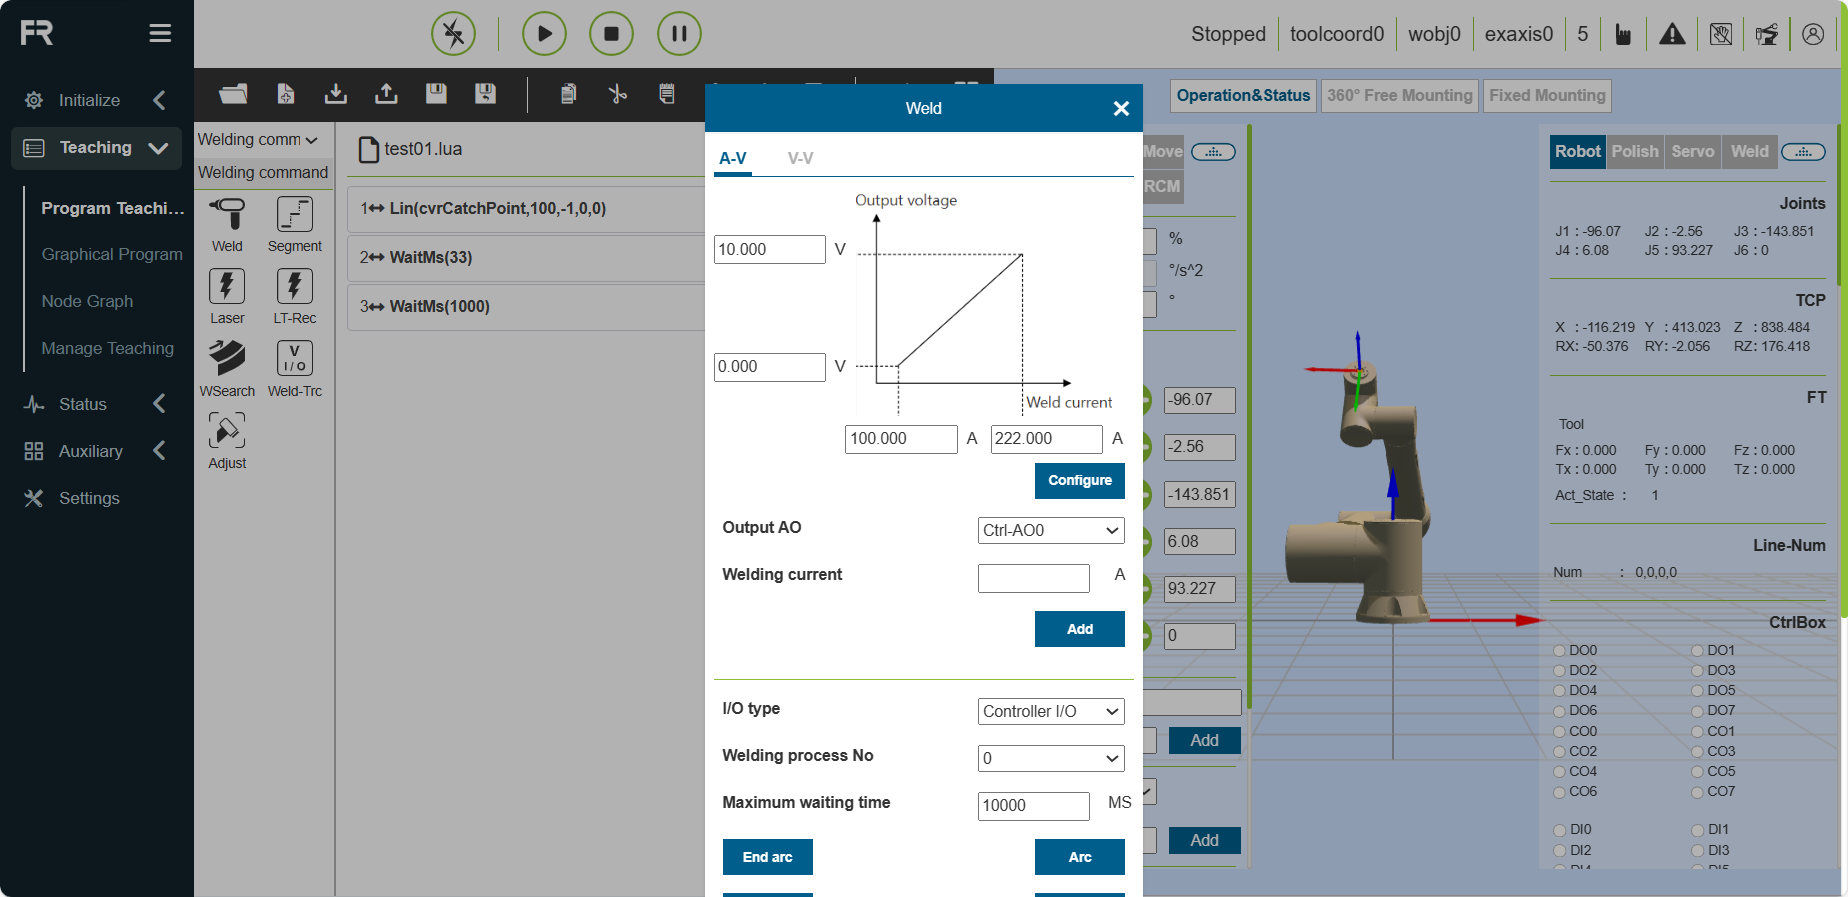 FR
Stopped
toolcoord0
wobj0
exaxis0
5
Initialize
Teaching
Program Teachi...
Graphical Program
Node Graph
Manage Teaching
Status
Auxiliary
Settings
Welding comm
Welding command
Weld
Segment
Laser
LT-Rec
WSearch
V
I/O
Weld-Trc
Adjust
test01.lua
1 Lin(cvrCatchPoint,100,-1,0,0)
2 WaitMs(33)
3 WaitMs(1000)
Weld
A-V
V-V
Output voltage
10.000 V
0.000 V
Weld current
100.000 A 222.000 A
Configure
Output AO Ctrl-AO0
Welding current A
Add
I/O type Controller I/O
Welding process No 0
Maximum waiting time 10000 MS
End arc
Arc
Move
RCM
%
°/s^2
°
-96.07
-2.56
-143.851
6.08
93.227
0
Add
Add
Operation&Status
360° Free Mounting
Fixed Mounting
Robot
Polish
Servo
Weld
Joints
J1 : -96.07 J2 : -2.56 J3 : -143.851
J4 : 6.08 J5 : 93.227 J6 : 0
TCP
X : -116.219 Y : 413.023 Z : 838.484
RX: -50.376 RY: -2.056 RZ: 176.418
FT
Tool
Fx : 0.000 Fy : 0.000 Fz : 0.000
Tx : 0.000 Ty : 0.000 Tz : 0.000
Act_State : 1
Line-Num
Num : 0,0,0,0
CtrlBox
DO0 DO1
DO2 DO3
DO4 DO5
DO6 DO7
CO0 CO1
CO2 CO3
CO4 CO5
CO6 CO7
DI0 DI1
DI2 DI3
DI4 DI5